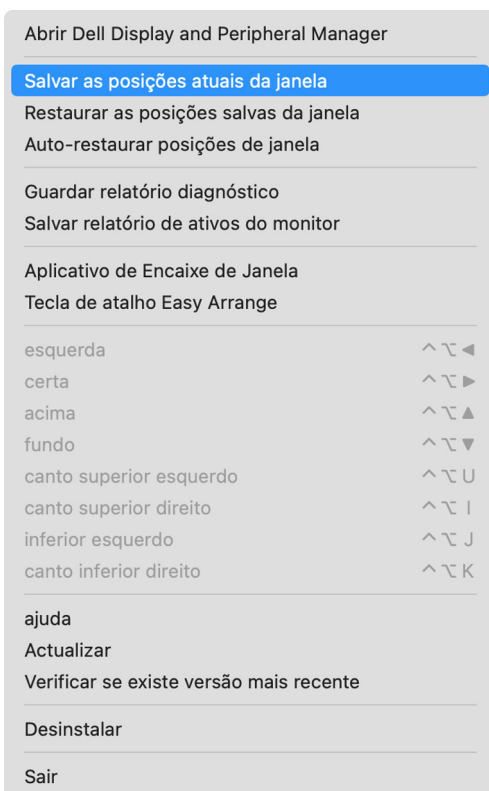 Abrir Dell Display and Peripheral Manager
Salvar as posições atuais da janela
Restaurar as posições salvas da janela
Auto-restaurar posições de janela
Guardar relatório diagnóstico
Salvar relatório de ativos do monitor
Aplicativo de Encaixe de Janela
Tecla de atalho Easy Arrange
esquerda ^⌥◀
certa ^⌥▶
acima ^⌥▲
fundo ^⌥▼
canto superior esquerdo ^⌥U
canto superior direito ^⌥I
inferior esquerdo ^⌥J
canto inferior direito ^⌥K
ajuda
Actualizar
Verificar se existe versão mais recente
Desinstalar
Sair